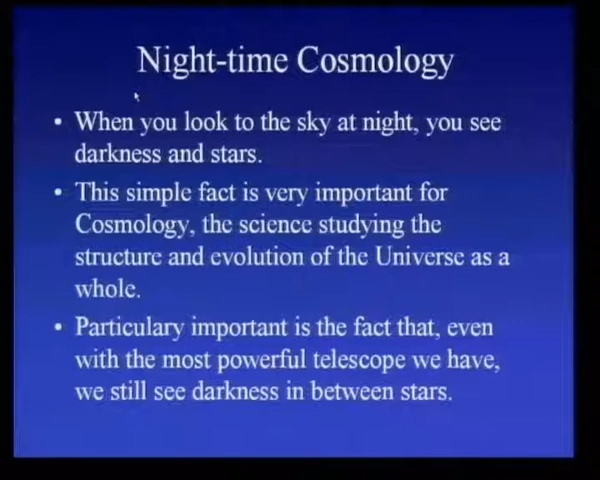 Night-time Cosmology
• When you look to the sky at night, you see
darkness and stars.
• This simple fact is very important for
Cosmology, the science studying the
structure and evolution of the Universe as a
whole.
• Particulary important is the fact that, even
with the most powerful telescope we have,
we still see darkness in between stars.